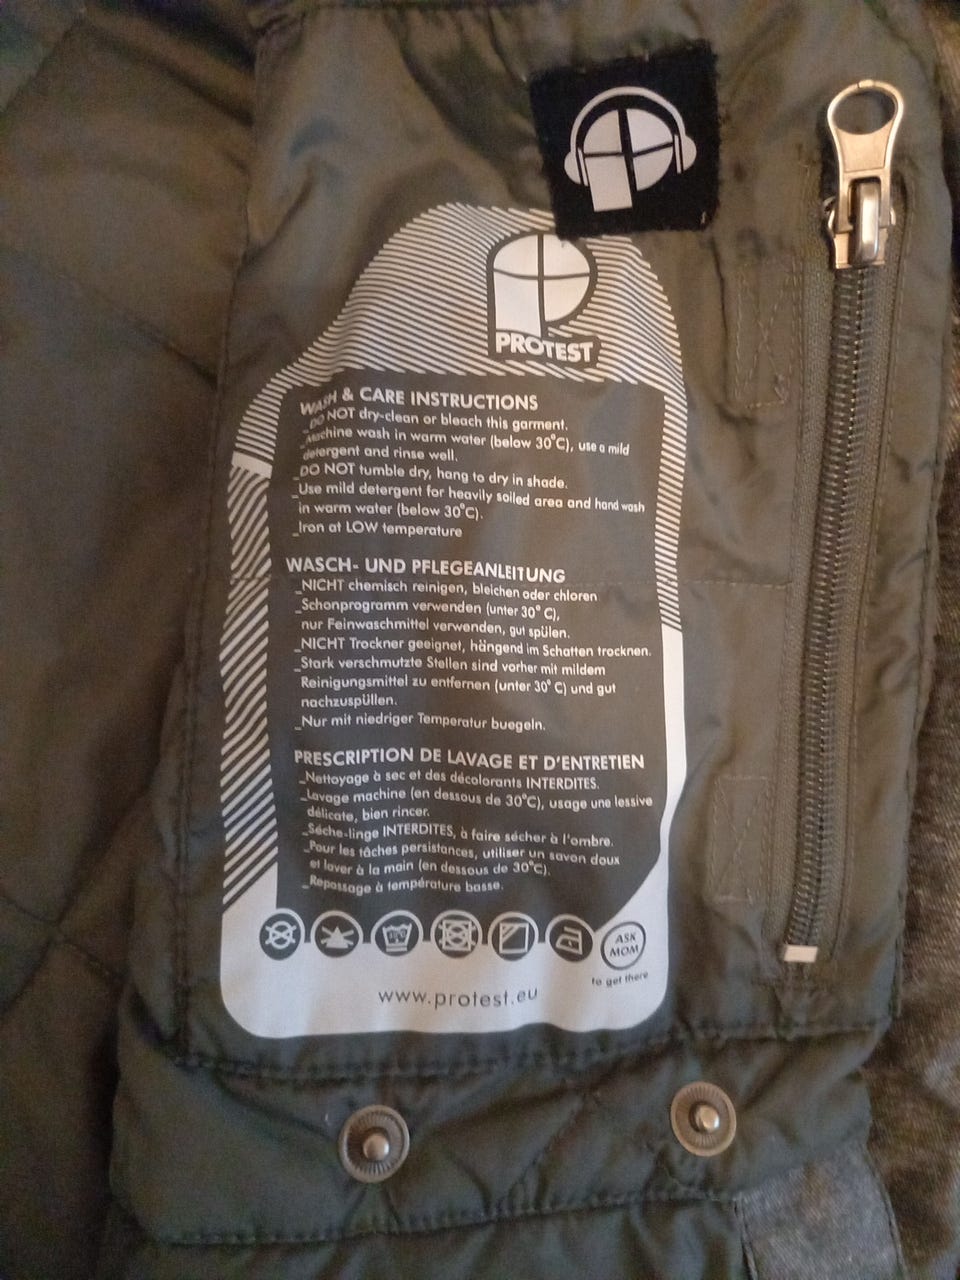 PROTEST
WASH & CARE INSTRUCTIONS
_DO NOT dry-clean or bleach this garment.
_Machine wash in warm water (below 30°C), use a mild
detergent and rinse well.
_DO NOT tumble dry, hang to dry in shade.
_Use mild detergent for heavily soiled area and hand wash
in warm water (below 30°C).
_Iron at LOW temperature
WASCH- UND PFLEGEANLEITUNG
_NICHT chemisch reinigen, bleichen oder chloren
_Schonprogramm verwenden (unter 30° C),
nur Feinwaschmittel verwenden, gut spülen.
_NICHT Trockner geeignet, hängend im Schatten trocknen.
_Stark verschmutzte Stellen sind vorher mit mildem
Reinigungsmittel zu entfernen (unter 30° C) und gut
nachzuspüllen.
_Nur mit niedriger Temperatur buegeln.
PRESCRIPTION DE LAVAGE ET D'ENTRETIEN
_Nettoyage à sec et des décolorants INTERDITES.
_Lavage machine (en dessous de 30°C), usage une lessive
délicate, bien rincer.
_Séche-linge INTERDITES, à faire sécher à l'ombre.
_Pour les tâches persistances, utiliser un savon doux
et laver à la main (en dessous de 30°C).
_Repassage à température basse.
30°
ASK
MOM
to get there
www.protest.eu